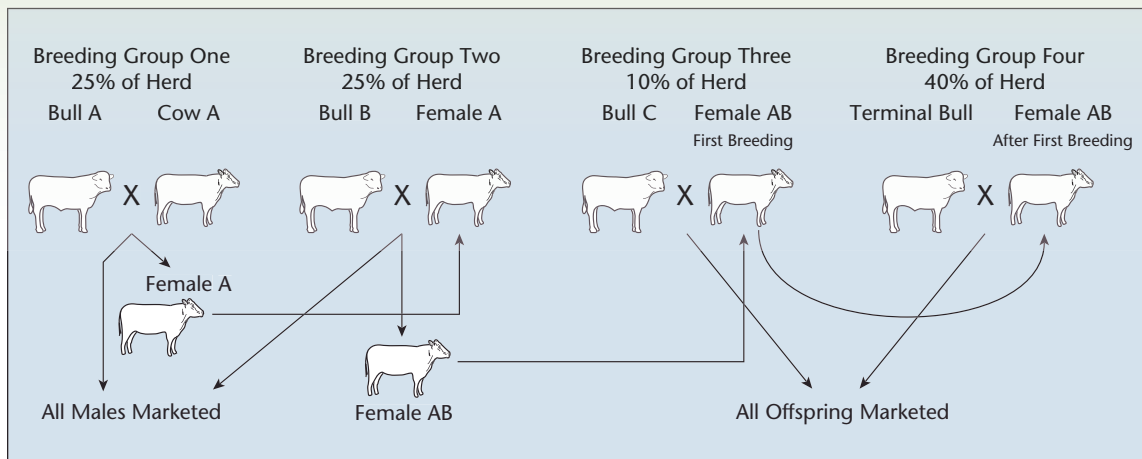 Breeding Group One
25% of Herd
Bull A Cow A
Breeding Group Two
25% of Herd
Bull B Female A
Breeding Group Three
10% of Herd
Bull C Female AB
First Breeding
Breeding Group Four
40% of Herd
Terminal Bull Female AB
After First Breeding
X
X
X
X
Female A
All Males Marketed
Female AB
All Offspring Marketed